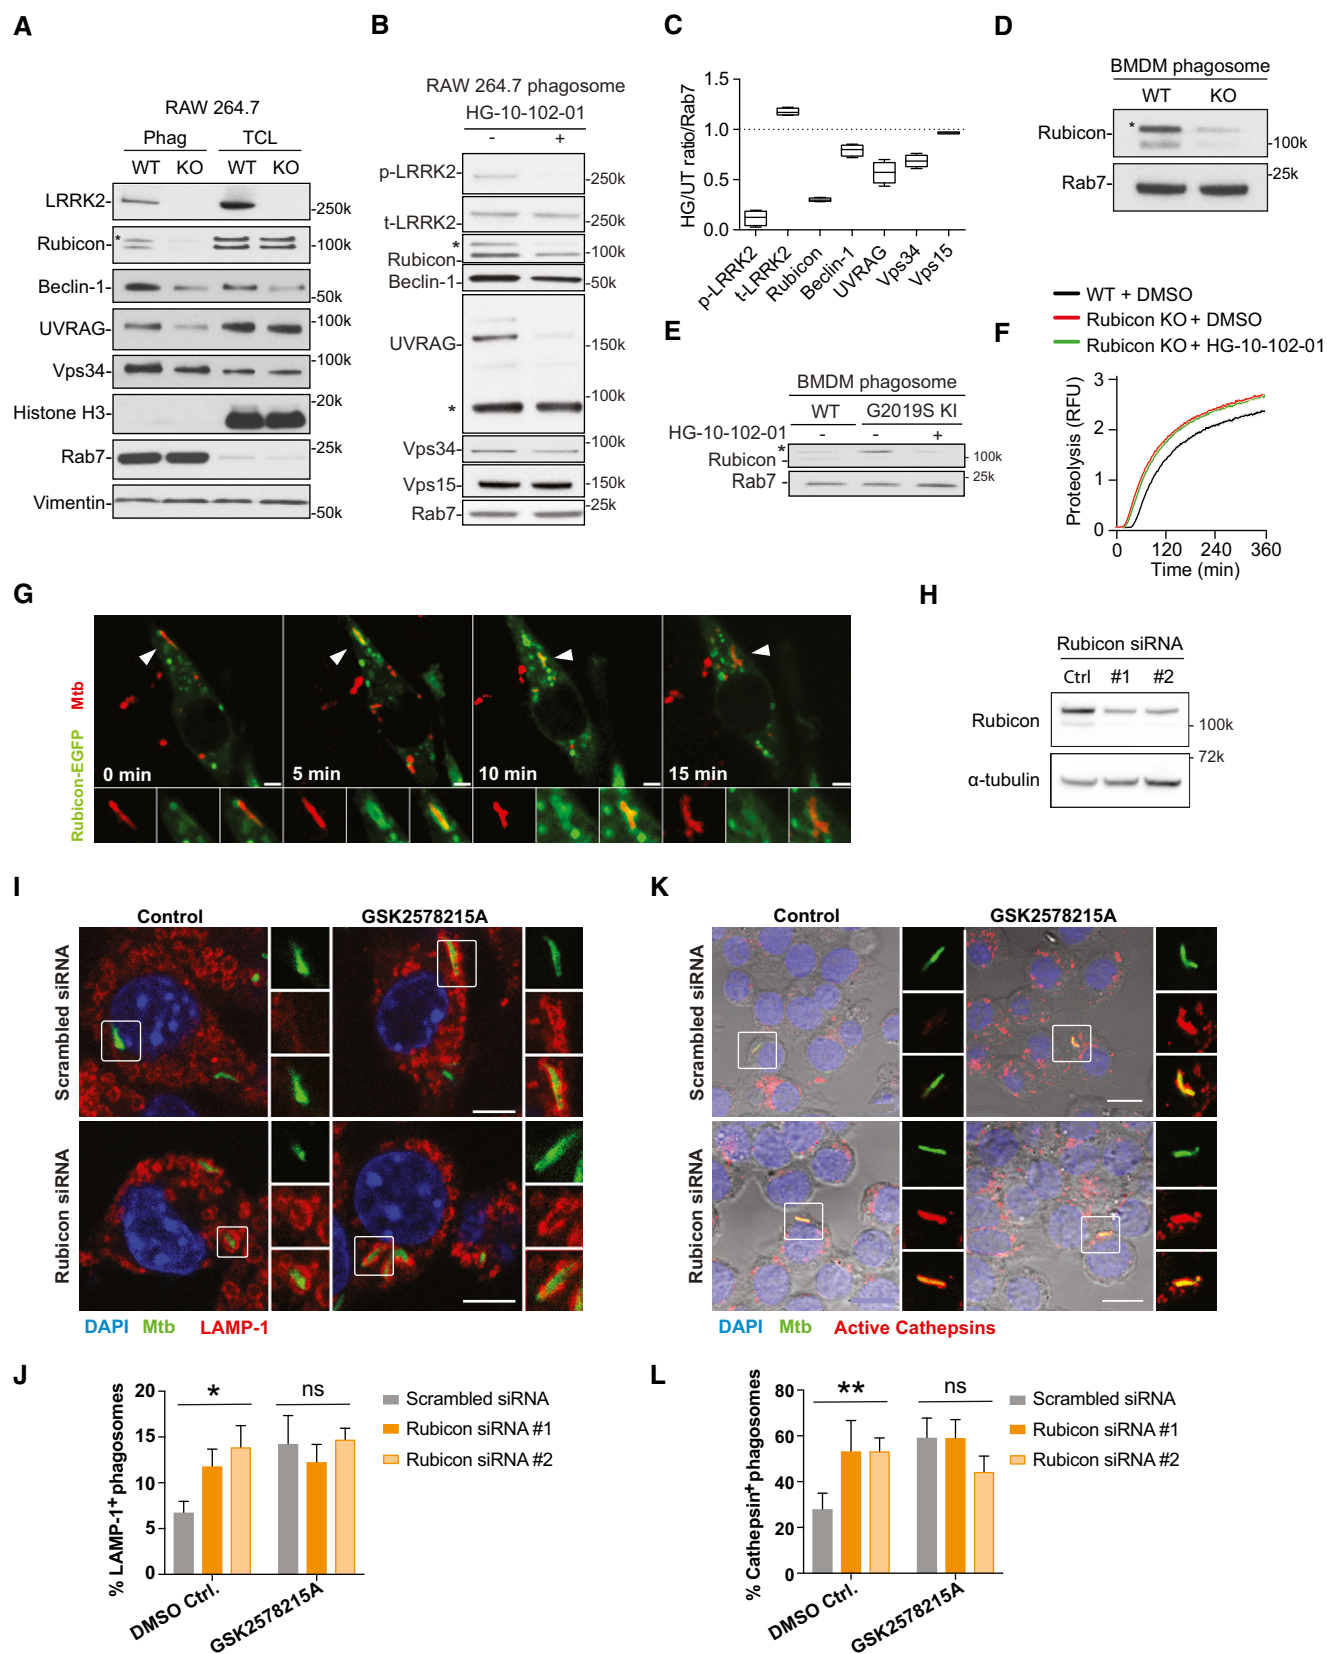 A
RAW 264.7
Phag TCL
WT KO WT KO
LRRK2-
-250k
*
Rubicon-
-100k
Beclin-1-
-50k
UVRAG-
-100k
Vps34-
-100k
Histone H3-
-20k
Rab7-
-25k
Vimentin-
-50k
B
RAW 264.7 phagosome
HG-10-102-01
- +
p-LRRK2-
-250k
t-LRRK2-
-250k
*
Rubicon-
-100k
Beclin-1-
-50k
UVRAG-
-150k
*
-100k
Vps34-
-100k
Vps15-
-150k
Rab7-
-25k
C
HG/UT ratio/Rab7
1.5
1.0
0.5
0.0
p-LRRK2
t-LRRK2
Rubicon
Beclin-1
UVRAG
Vps34
Vps15
D
BMDM phagosome
WT KO
Rubicon-
*
-100k
Rab7-
-25k
E
BMDM phagosome
WT G2019S KI
HG-10-102-01 - - +
*
Rubicon
- 100k
Rab7 -
- 25k
F
WT + DMSO
Rubicon KO + DMSO
Rubicon KO + HG-10-102-01
Proteolysis (RFU)
3
2
1
0
0 120 240 360
Time (min)
G
Rubicon-EGFP Mtb
0 min
5 min
10 min
15 min
H
Rubicon siRNA
Ctrl #1 #2
Rubicon
- 100k
- 72k
α-tubulin
I
Control GSK2578215A
Scrambled siRNA
Rubicon siRNA
DAPI Mtb LAMP-1
K
Control GSK2578215A
Scrambled siRNA
Rubicon siRNA
DAPI Mtb Active Cathepsins
J
% LAMP-1+ phagosomes
20
15
10
5
0
* ns
DMSO Ctrl.
GSK2578215A
Scrambled siRNA
Rubicon siRNA #1
Rubicon siRNA #2
L
% Cathepsin+ phagosomes
80
60
40
20
0
** ns
DMSO Ctrl.
GSK2578215A
Scrambled siRNA
Rubicon siRNA #1
Rubicon siRNA #2